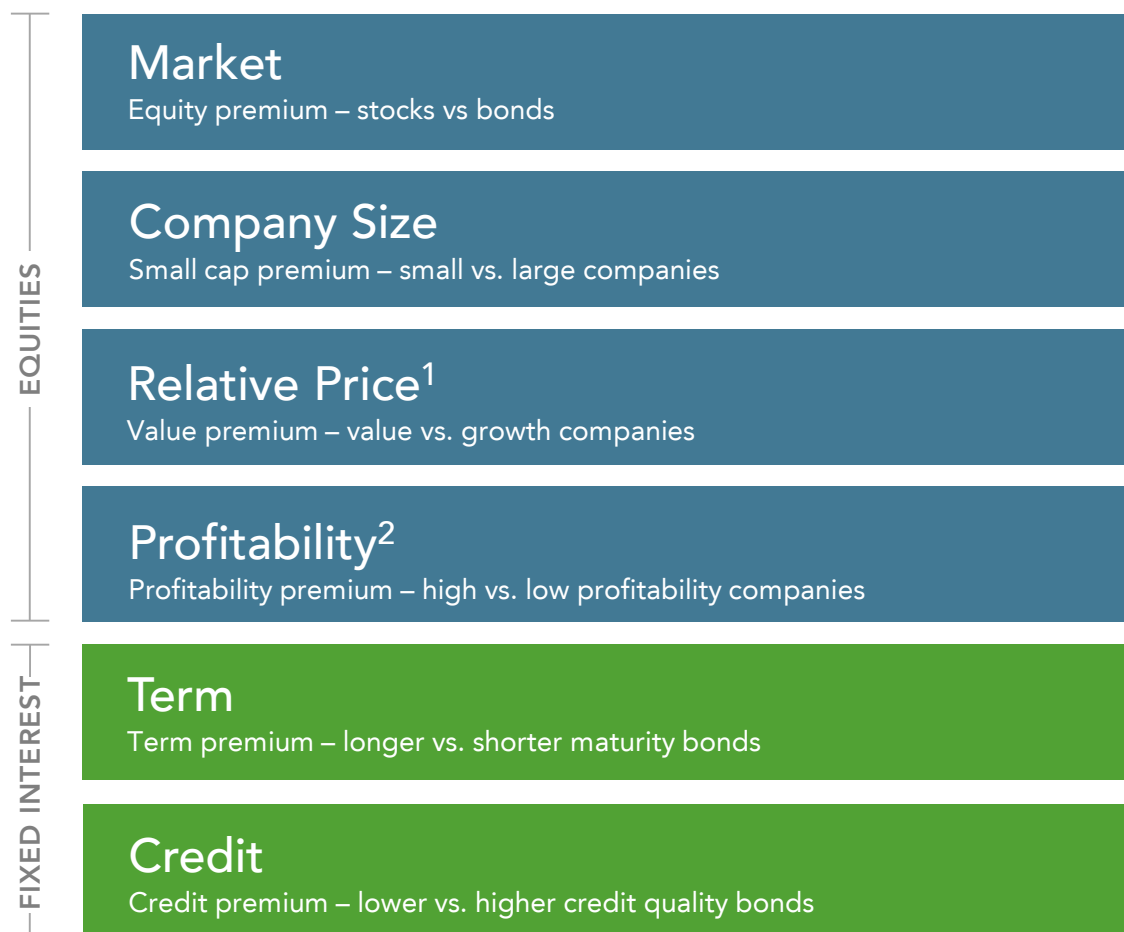 EQUITIES
Market
Equity premium – stocks vs bonds
Company Size
Small cap premium – small vs. large companies
Relative Price¹
Value premium – value vs. growth companies
Profitability²
Profitability premium – high vs. low profitability companies
FIXED INTEREST
Term
Term premium – longer vs. shorter maturity bonds
Credit
Credit premium – lower vs. higher credit quality bonds